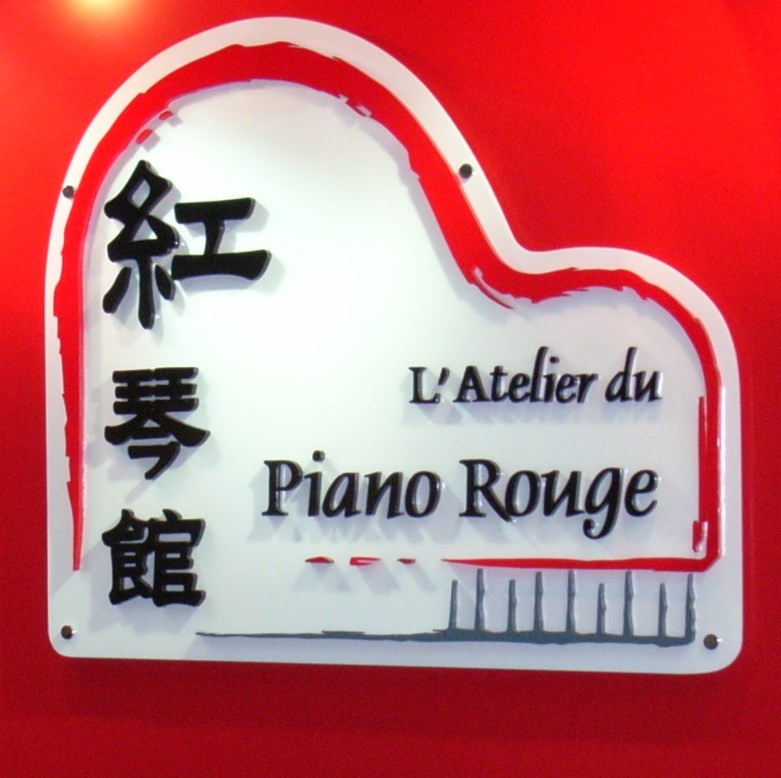 紅琴館
L'Atelier du
Piano Rouge